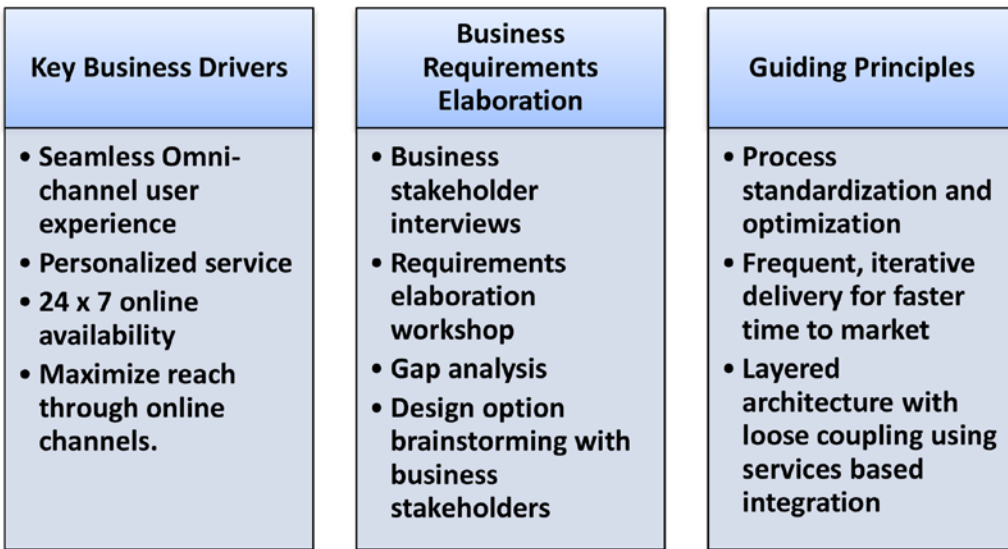 Key Business Drivers
• Seamless Omni-
channel user
experience
• Personalized service
• 24 x 7 online
availability
• Maximize reach
through online
channels.
Business
Requirements
Elaboration
• Business
stakeholder
interviews
• Requirements
elaboration
workshop
• Gap analysis
• Design option
brainstorming with
business
stakeholders
Guiding Principles
• Process
standardization and
optimization
• Frequent, iterative
delivery for faster
time to market
• Layered
architecture with
loose coupling using
services based
integration